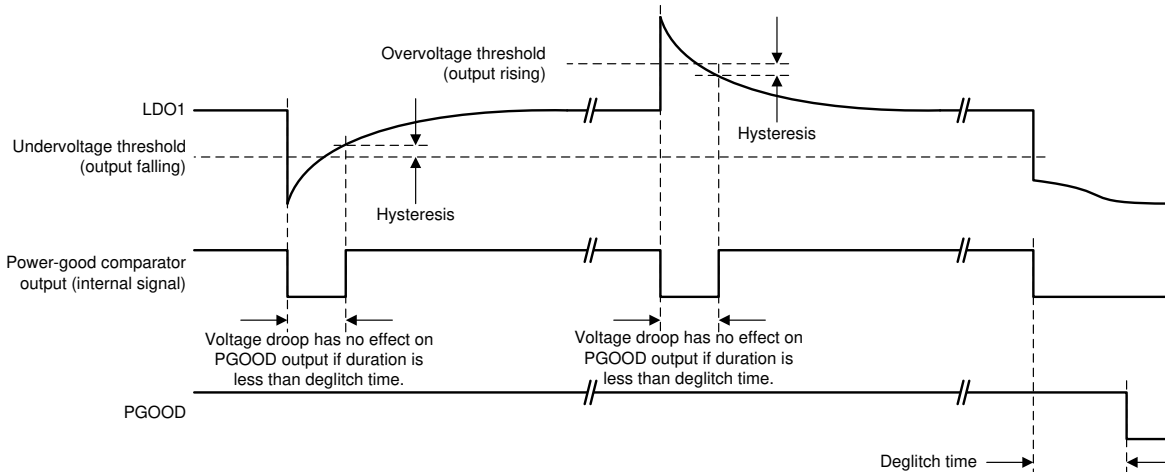 Overvoltage threshold
(output rising)
LDO1
Hysteresis
Undervoltage threshold
(output falling)
Hysteresis
Power-good comparator
output (internal signal)
Voltage droop has no effect on
PGOOD output if duration is
less than deglitch time.
Voltage droop has no effect on
PGOOD output if duration is
less than deglitch time.
PGOOD
Deglitch time